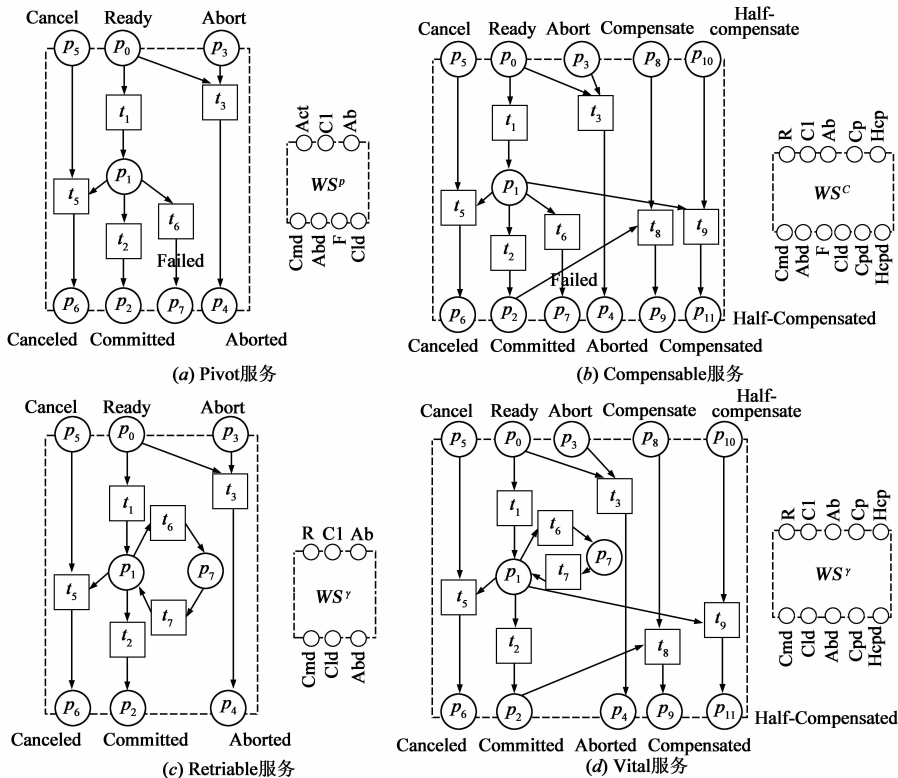 Cancel Ready Abort
p5 p0 p3
t3
t1
p1
t5 t6
t2
Failed
p6 p2 p7 p4
Canceled Committed Aborted
Act C1 Ab
WS^p
Cmd Abd F Cld
(a) Pivot服务
Half-
Cancel Ready Abort Compensate compensate
p5 p0 p3 p8 p10
t3
t1
p1
t5 t6 t8 t9
t2
Failed
p6 p2 p7 p4 p9 p11
Half-Compensated
Canceled Committed Aborted Compensated
R C1 Ab Cp Hcp
WS^C
Cmd Abd F Cld Cpd Hcpd
(b) Compensable服务
Cancel Ready Abort
p5 p0 p3
t3
t1 t6
p1 p7
t5 t7
t2
p6 p2 p4
Canceled Committed Aborted
R C1 Ab
WS^γ
Cmd Cld Abd
(c) Retriable服务
Half-
Cancel Ready Abort Compensate compensate
p5 p0 p3 p8 p10
t3
t1 t6
p1 p7
t5 t7 t9
t2 t8
p6 p2 p4 p9 p11
Half-Compensated
Canceled Committed Aborted Compensated
R C1 Ab Cp Hcp
WS^γ
Cmd Cld Abd Cpd Hcpd
(d) Vital服务